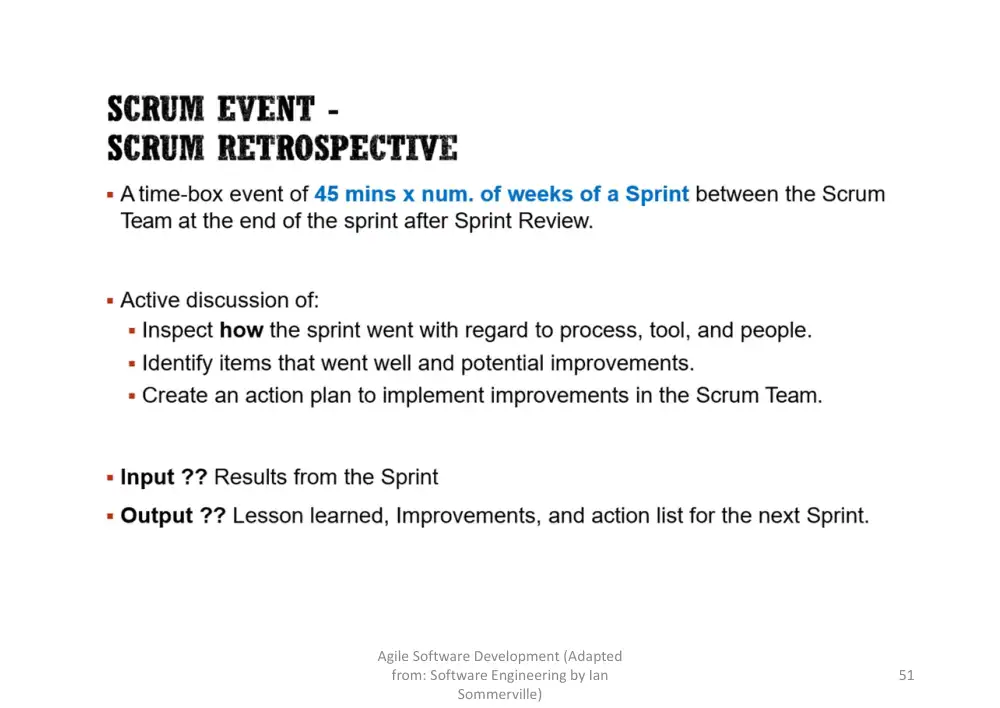 SCRUM EVENT -
SCRUM RETROSPECTIVE
▪ A time-box event of 45 mins x num. of weeks of a Sprint between the Scrum
Team at the end of the sprint after Sprint Review.
▪ Active discussion of:
▪ Inspect how the sprint went with regard to process, tool, and people.
▪ Identify items that went well and potential improvements.
▪ Create an action plan to implement improvements in the Scrum Team.
▪ Input ?? Results from the Sprint
▪ Output ?? Lesson learned, Improvements, and action list for the next Sprint.
Agile Software Development (Adapted
from: Software Engineering by Ian
Sommerville)
51